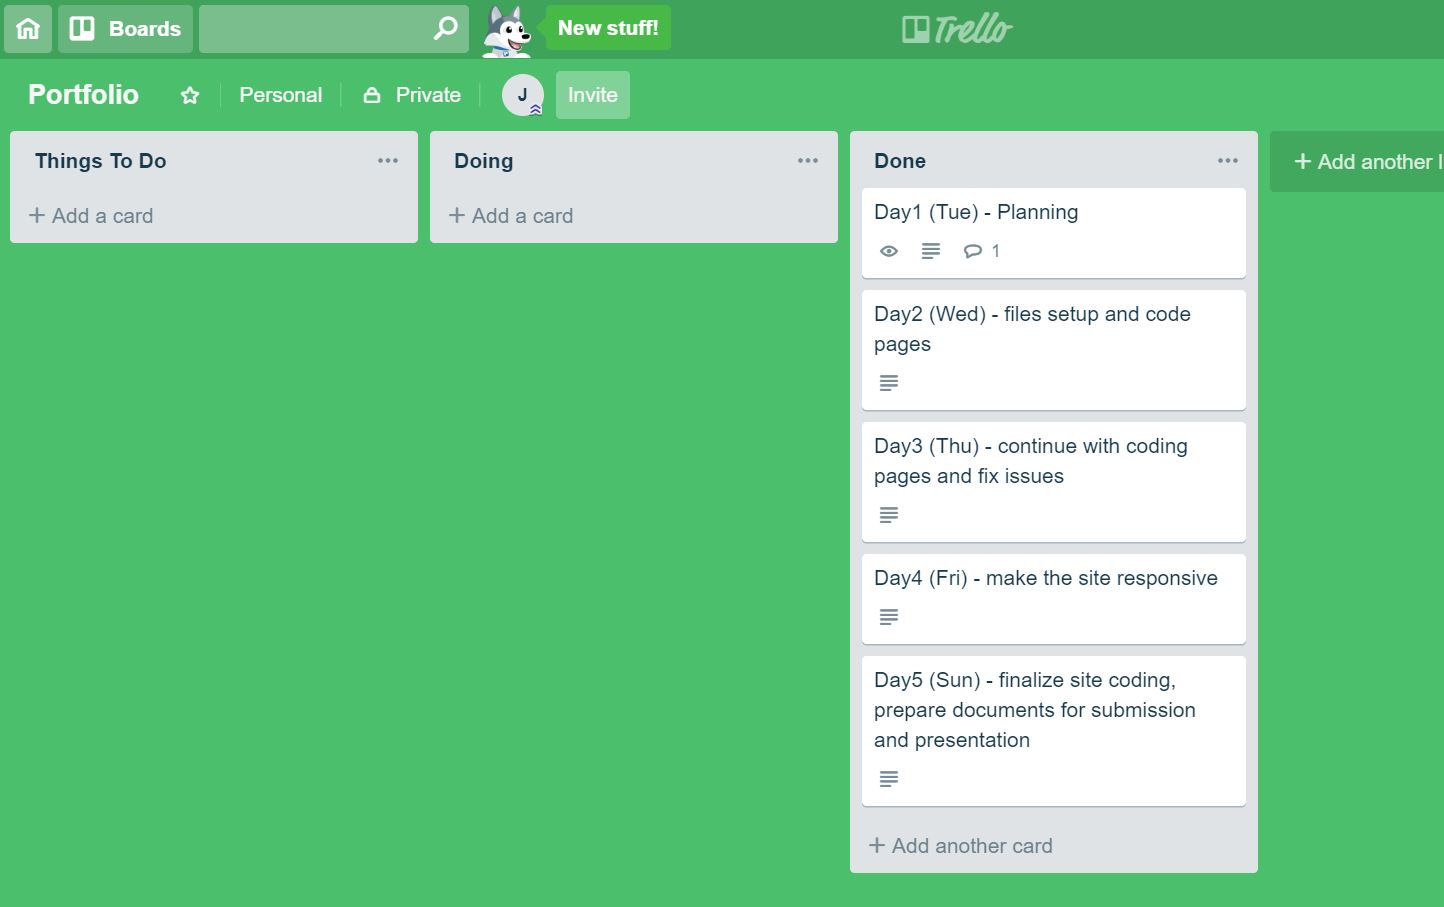 Boards
New stuff!
Trello
Portfolio
Personal
Private
J
Invite
Things To Do
+ Add a card
Doing
+ Add a card
Done
Day1 (Tue) - Planning
1
Day2 (Wed) - files setup and code
pages
Day3 (Thu) - continue with coding
pages and fix issues
Day4 (Fri) - make the site responsive
Day5 (Sun) - finalize site coding,
prepare documents for submission
and presentation
+ Add another card
+ Add another l